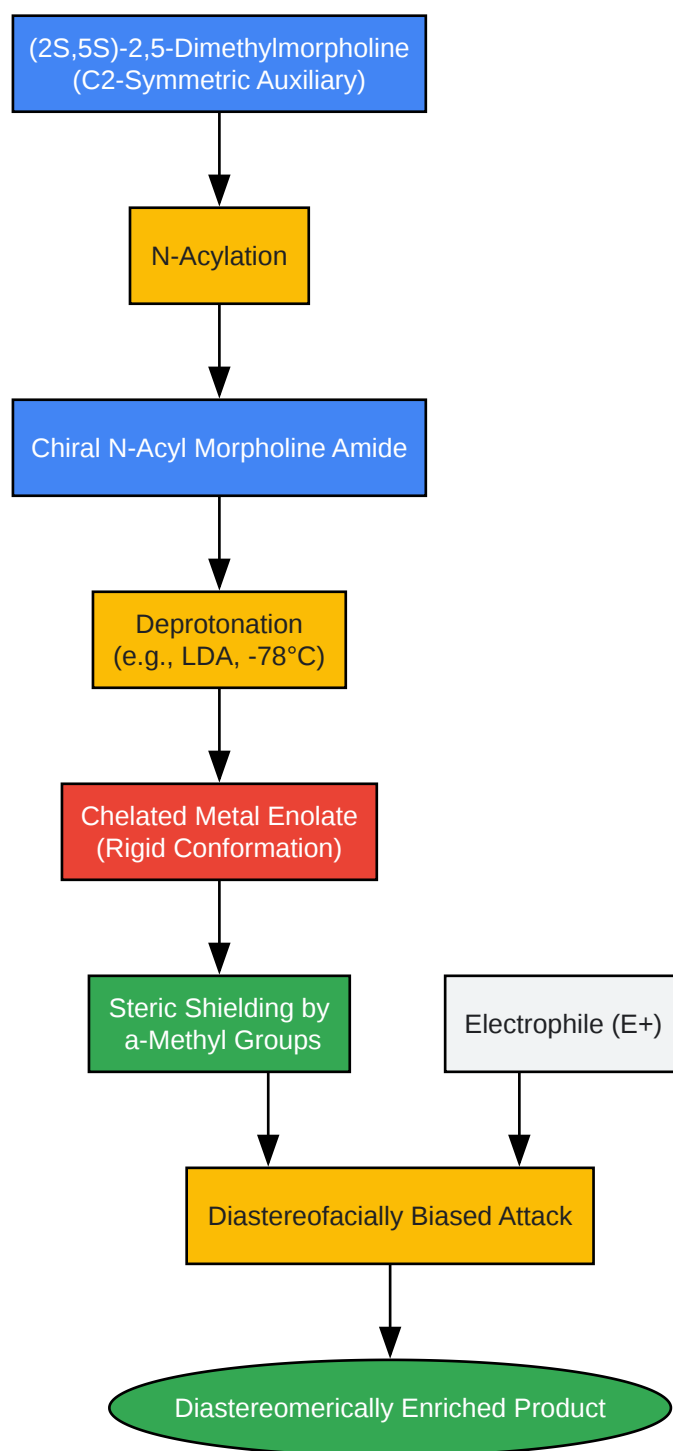 (2S,5S)-2,5-Dimethylmorpholine
(C2-Symmetric Auxiliary)
N-Acylation
Chiral N-Acyl Morpholine Amide
Deprotonation
(e.g., LDA, -78°C)
Chelated Metal Enolate
(Rigid Conformation)
Steric Shielding by
a-Methyl Groups
Electrophile (E+)
Diastereofacially Biased Attack
Diastereomerically Enriched Product